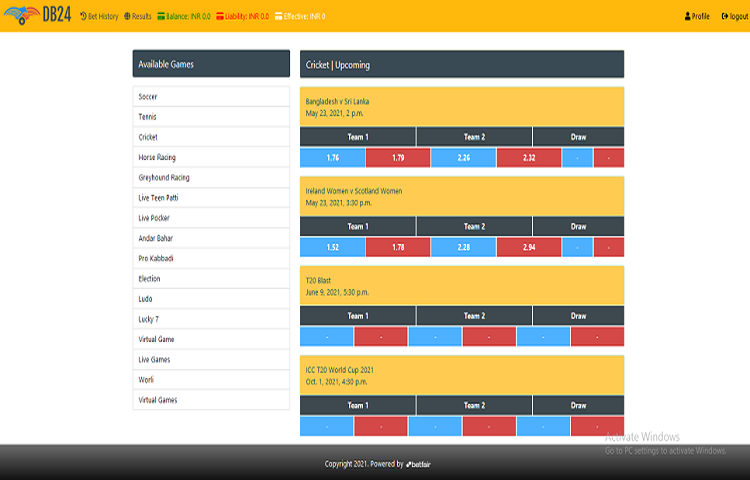 DB24 Bet History Results Balance: INR 0.0 Liability: INR 0.0 Effective: INR 0 Profile logout
Available Games
Soccer
Tennis
Cricket
Horse Racing
Greyhound Racing
Live Teen Patti
Live Pocker
Andar Bahar
Pro Kabbadi
Election
Ludo
Lucky 7
Virtual Game
Live Games
Worli
Virtual Games
Cricket | Upcoming
Bangladesh v Sri Lanka
May 23, 2021, 2 p.m.
Team 1 Team 2 Draw
1.76 1.79 2.26 2.32 - -
Ireland Women v Scotland Women
May 23, 2021, 3:30 p.m.
Team 1 Team 2 Draw
1.52 1.78 2.28 2.94 - -
T20 Blast
June 9, 2021, 5:30 p.m.
Team 1 Team 2 Draw
- - - - - -
ICC T20 World Cup 2021
Oct. 1, 2021, 4:30 p.m.
Team 1 Team 2 Draw
- - - - - -
Activate Windows
Go to PC settings to activate Windows.
Copyright 2021. Powered by betfair